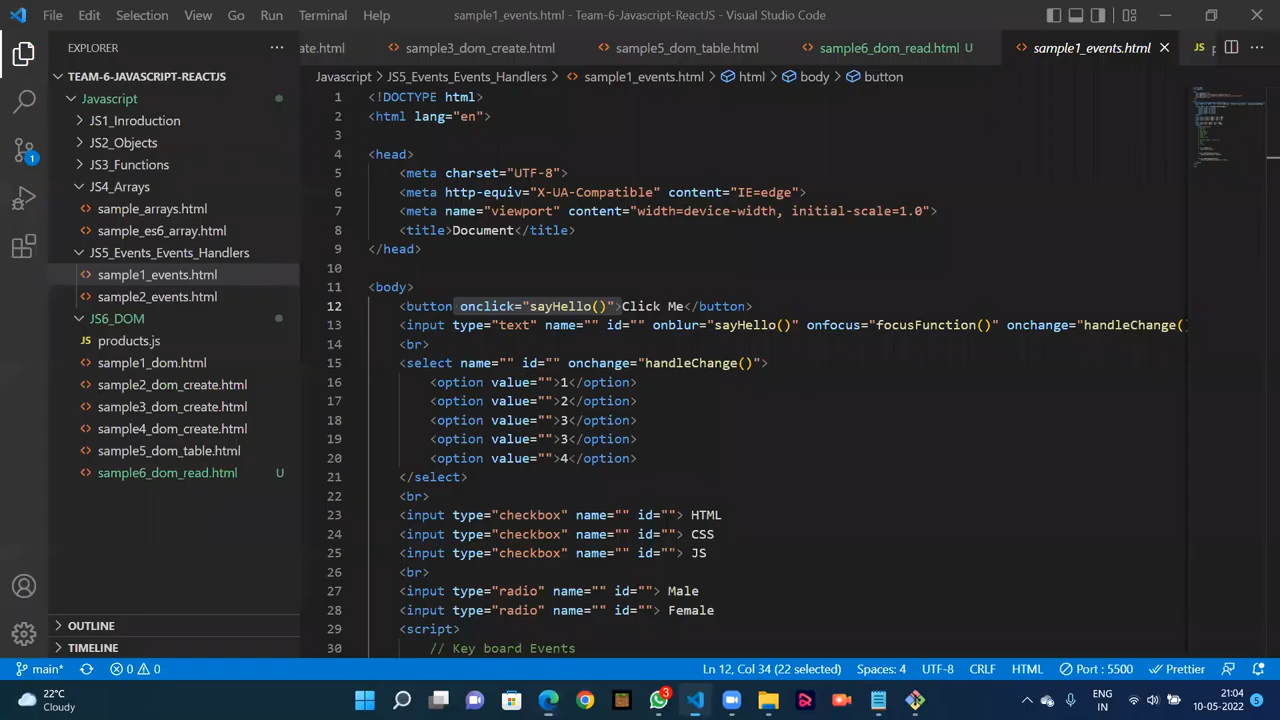 File Edit Selection View Go Run Terminal Help
sample1_events.html - Team-6-Javascript-ReactJS - Visual Studio Code
EXPLORER
ate.html sample3_dom_create.html sample5_dom_table.html sample6_dom_read.html U sample1_events.html
JS
TEAM-6-JAVASCRIPT-REACTJS
Javascript > JS5_Events_Events_Handlers > sample1_events.html > html > body > button
Javascript
JS1_Inroduction
JS2_Objects
JS3_Functions
JS4_Arrays
sample_arrays.html
sample_es6_array.html
JS5_Events_Events_Handlers
sample1_events.html
sample2_events.html
JS6_DOM
JS products.js
sample1_dom.html
sample2_dom_create.html
sample3_dom_create.html
sample4_dom_create.html
sample5_dom_table.html
sample6_dom_read.html U
OUTLINE
TIMELINE
1
1 <!DOCTYPE html>
2 <html lang="en">
3
4 <head>
5 <meta charset="UTF-8">
6 <meta http-equiv="X-UA-Compatible" content="IE=edge">
7 <meta name="viewport" content="width=device-width, initial-scale=1.0">
8 <title>Document</title>
9 </head>
10
11 <body>
12 <button onclick="sayHello()">Click Me</button>
13 <input type="text" name="" id="" onblur="sayHello()" onfocus="focusFunction()" onchange="handleChange()
14 <br>
15 <select name="" id="" onchange="handleChange()">
16 <option value="">1</option>
17 <option value="">2</option>
18 <option value="">3</option>
19 <option value="">3</option>
20 <option value="">4</option>
21 </select>
22 <br>
23 <input type="checkbox" name="" id=""> HTML
24 <input type="checkbox" name="" id=""> CSS
25 <input type="checkbox" name="" id=""> JS
26 <br>
27 <input type="radio" name="" id=""> Male
28 <input type="radio" name="" id=""> Female
29 <script>
30 // Key board Events
main* 0 0 Ln 12, Col 34 (22 selected) Spaces: 4 UTF-8 CRLF HTML Port : 5500 Prettier
22°C
Cloudy
3
ENG
IN
21:04
10-05-2022
5